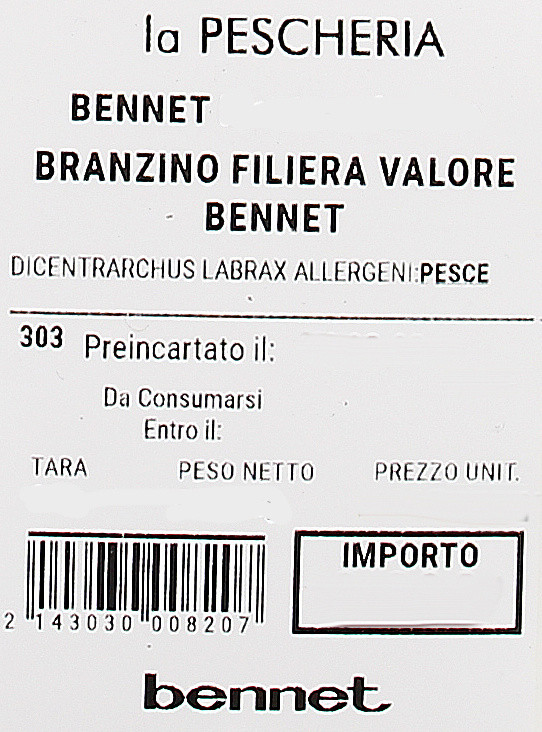 la PESCHERIA
BENNET
BRANZINO FILIERA VALORE
BENNET
DICENTRARCHUS LABRAX ALLERGENI:PESCE
303 Preincartato il:
Da Consumarsi
Entro il:
TARA PESO NETTO PREZZO UNIT.
IMPORTO
2 143030 008207
bennet